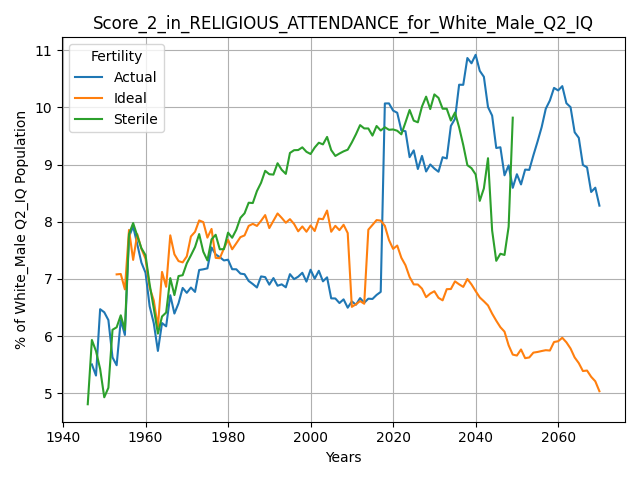 Score_2_in_RELIGIOUS_ATTENDANCE_for_White_Male_Q2_IQ
Fertility
Actual
Ideal
Sterile
% of White_Male Q2_IQ Population
11
10
9
8
7
6
5
1940 1960 1980 2000 2020 2040 2060
Years